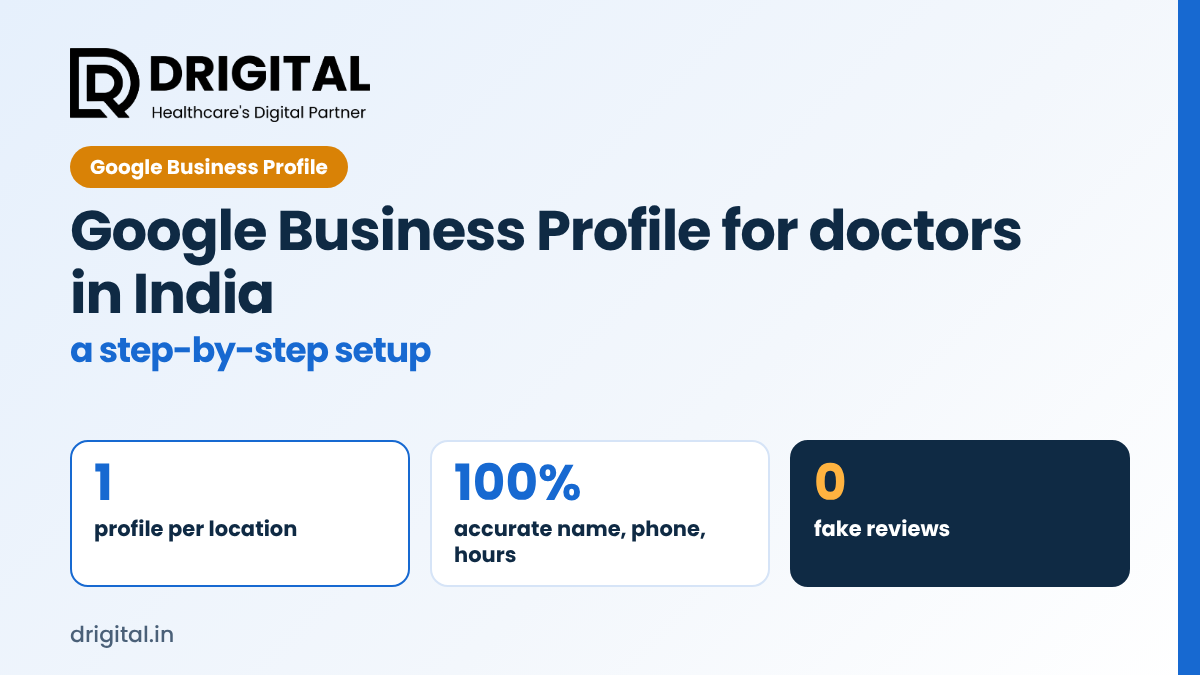 DRIGITAL
Healthcare's Digital Partner
Google Business Profile
Google Business Profile for doctors
in India
a step-by-step setup
1
profile per location
100%
accurate name, phone,
hours
0
fake reviews
drigital.in